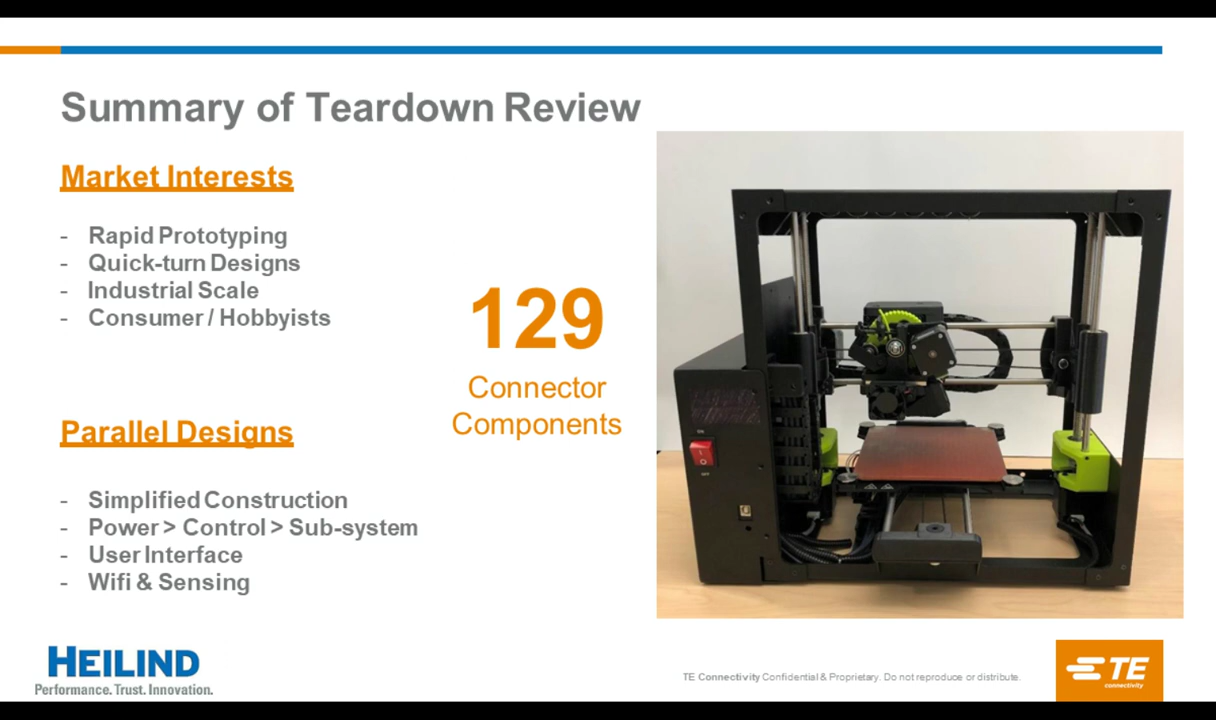 Summary of Teardown Review
Market Interests
- Rapid Prototyping
- Quick-turn Designs
- Industrial Scale
- Consumer / Hobbyists
129
Connector
Components
Parallel Designs
- Simplified Construction
- Power > Control > Sub-system
- User Interface
- Wifi & Sensing
ON
OFF
HEILIND
Performance. Trust. Innovation.
TE Connectivity Confidential & Proprietary. Do not reproduce or distribute.
TE
connectivity